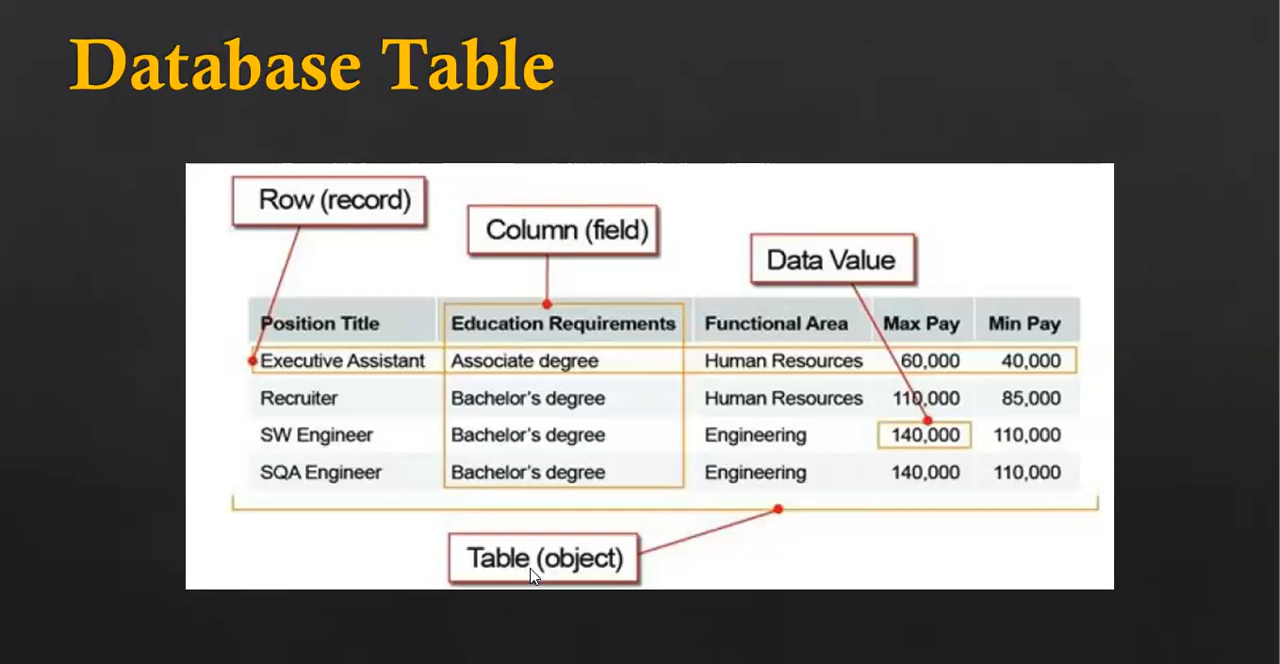 Database Table
Row (record)
Column (field)
Data Value
Position Title Education Requirements Functional Area Max Pay Min Pay
Executive Assistant Associate degree Human Resources 60,000 40,000
Recruiter Bachelor's degree Human Resources 110,000 85,000
SW Engineer Bachelor's degree Engineering 140,000 110,000
SQA Engineer Bachelor's degree Engineering 140,000 110,000
Table (object)